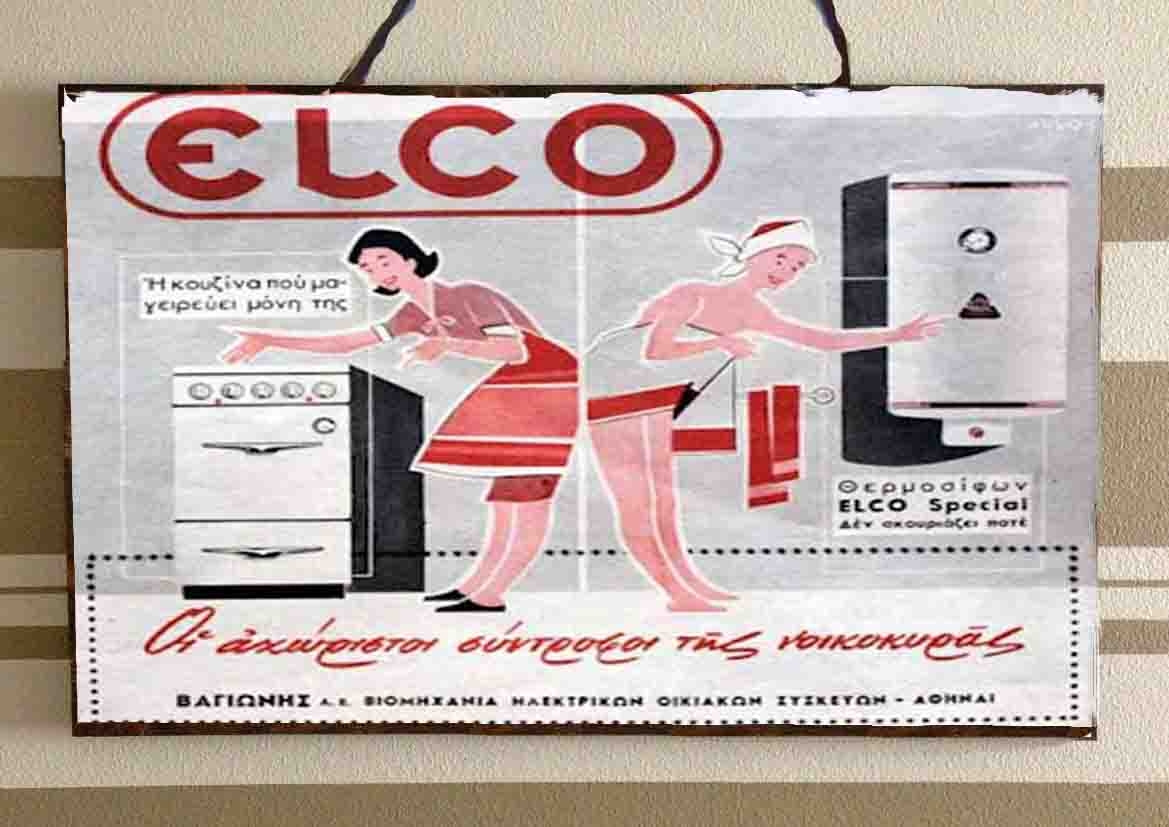 ELCO
Ἡ κουζίνα πού μα-
γειρεύει μόνη της
Θερμοσίφων
ELCO Special
Δέν σκουριάζει ποτέ
Οἱ ἀχώριστοι σύντροφοι τῆς νοικοκυρᾶς
ΒΑΓΙΩΝΗΣ Α.Ε. ΒΙΟΜΗΧΑΝΙΑ ΗΛΕΚΤΡΙΚΩΝ ΟΙΚΙΑΚΩΝ ΣΥΣΚΕΥΩΝ - ΑΘΗΝΑΙ